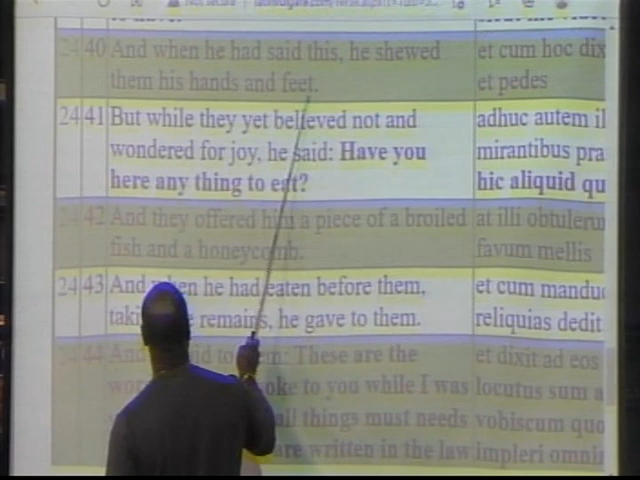 24 40 And when he had said this, he shewed et cum hoc dix
them his hands and feet. et pedes
24 41 But while they yet believed not and adhuc autem il
wondered for joy, he said: Have you mirantibus pra
here any thing to eat? hic aliquid qu
24 42 And they offered him a piece of a broiled at illi obtuleru
fish and a honeycomb. favum mellis
24 43 And when he had eaten before them, et cum mandu
remains, he gave to them. reliquias dedit
24 44 And These are the et dixit ad eos
to you while I was locutus sum a
all things must needs vobiscum quo
are written in the law impleri omnia